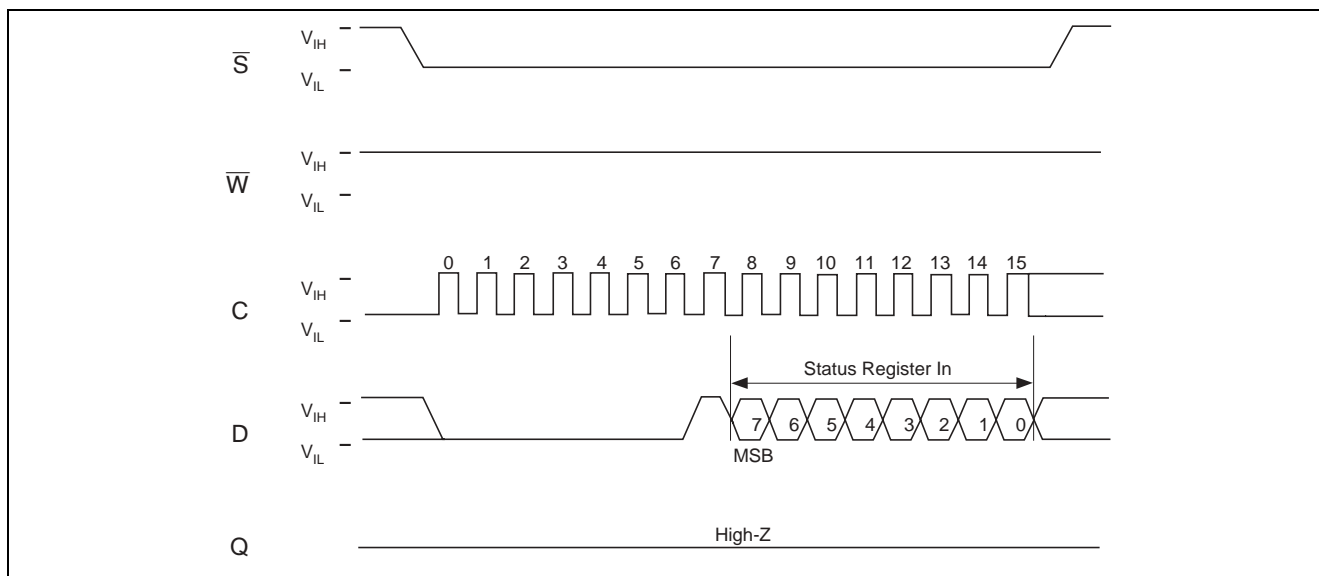 V_IH
S̅
V_IL
V_IH
W̅
V_IL
0 1 2 3 4 5 6 7 8 9 10 11 12 13 14 15
V_IH
C
V_IL
Status Register In
V_IH
D
7 6 5 4 3 2 1 0
V_IL
MSB
High-Z
Q